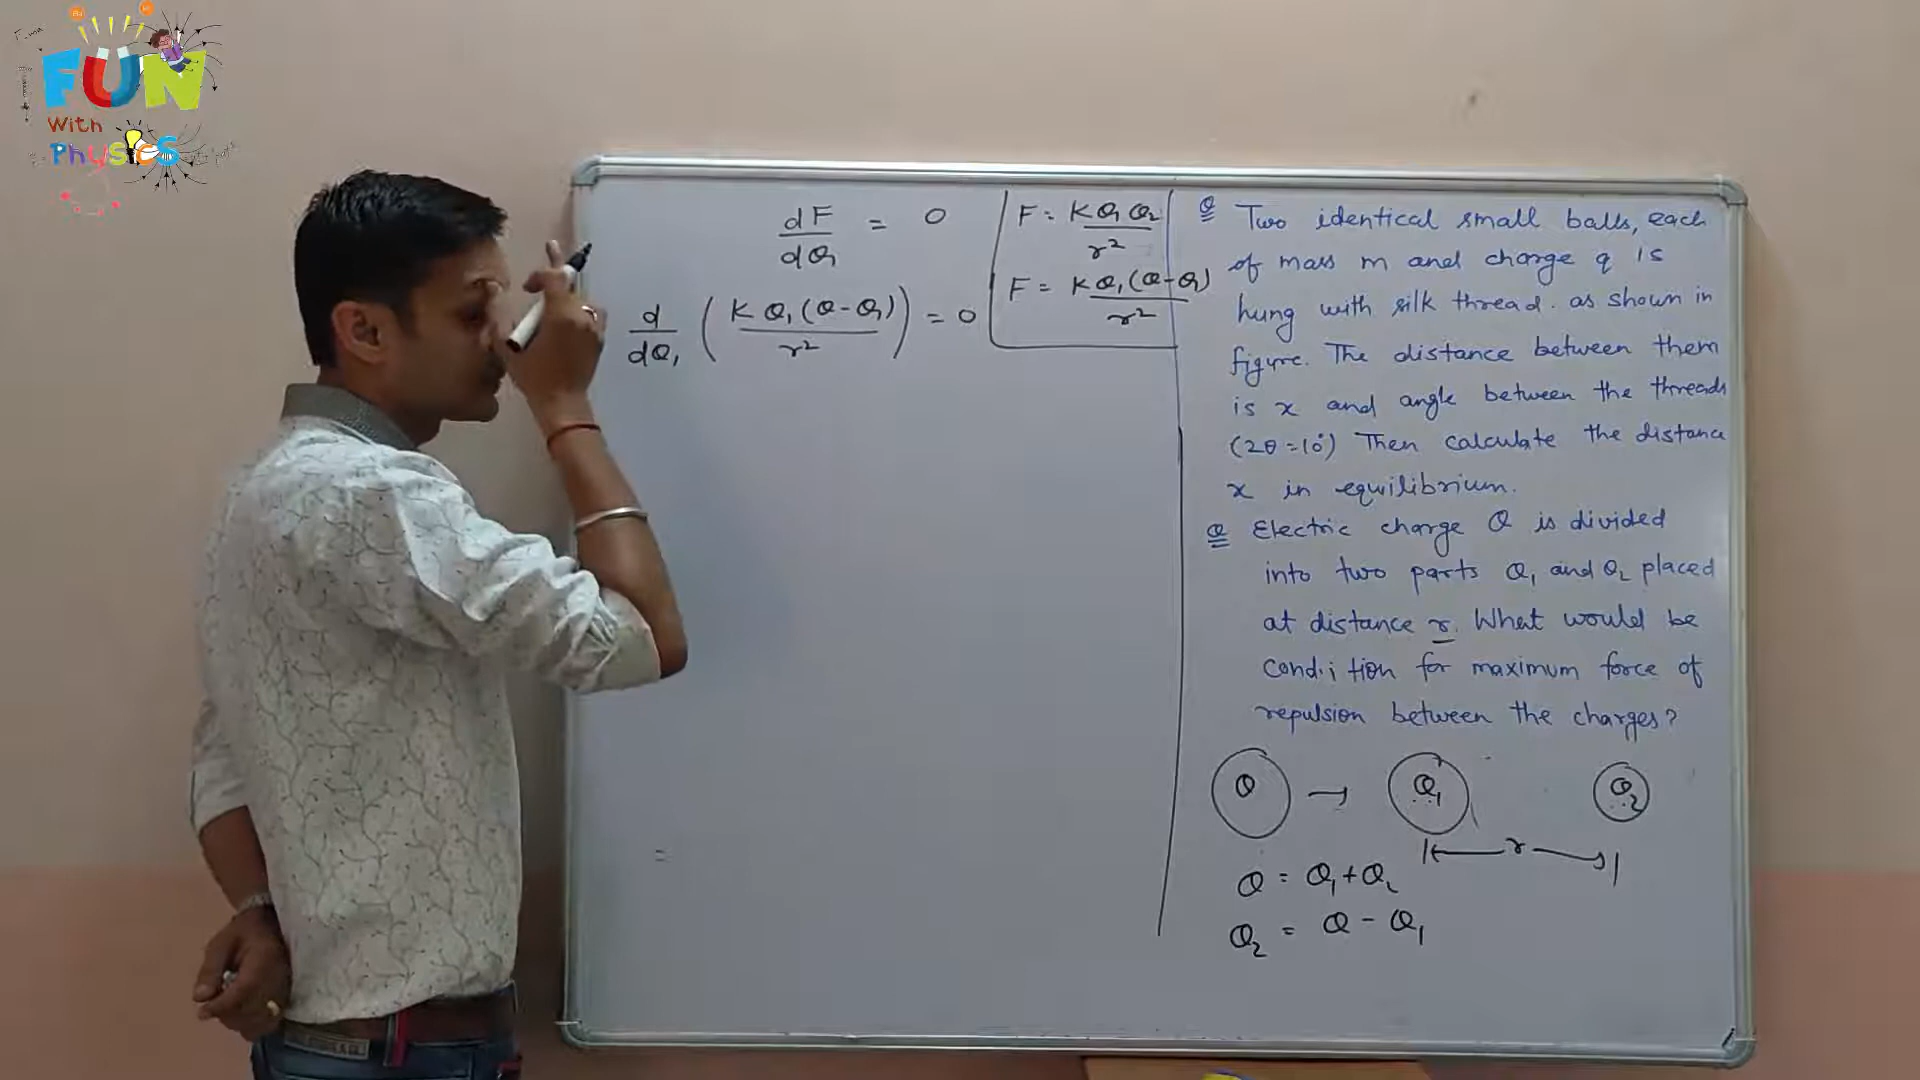 FUN
With
Physics
dF/dQ₁ = 0
d/dQ₁ (KQ₁(Q-Q₁)/r²) = 0
=
F = KQ₁Q₂/r²
F = KQ₁(Q-Q₁)/r²
Q Two identical small balls, each
of mass m and charge q is
hung with silk thread. as shown in
figure. The distance between them
is x and angle between the threads
(2θ=10°) Then calculate the distance
x in equilibrium.
Q Electric charge Q is divided
into two parts Q₁ and Q₂ placed
at distance r. What would be
condition for maximum force of
repulsion between the charges?
Q → Q₁ Q₂
r
Q = Q₁+Q₂
Q₂ = Q - Q₁